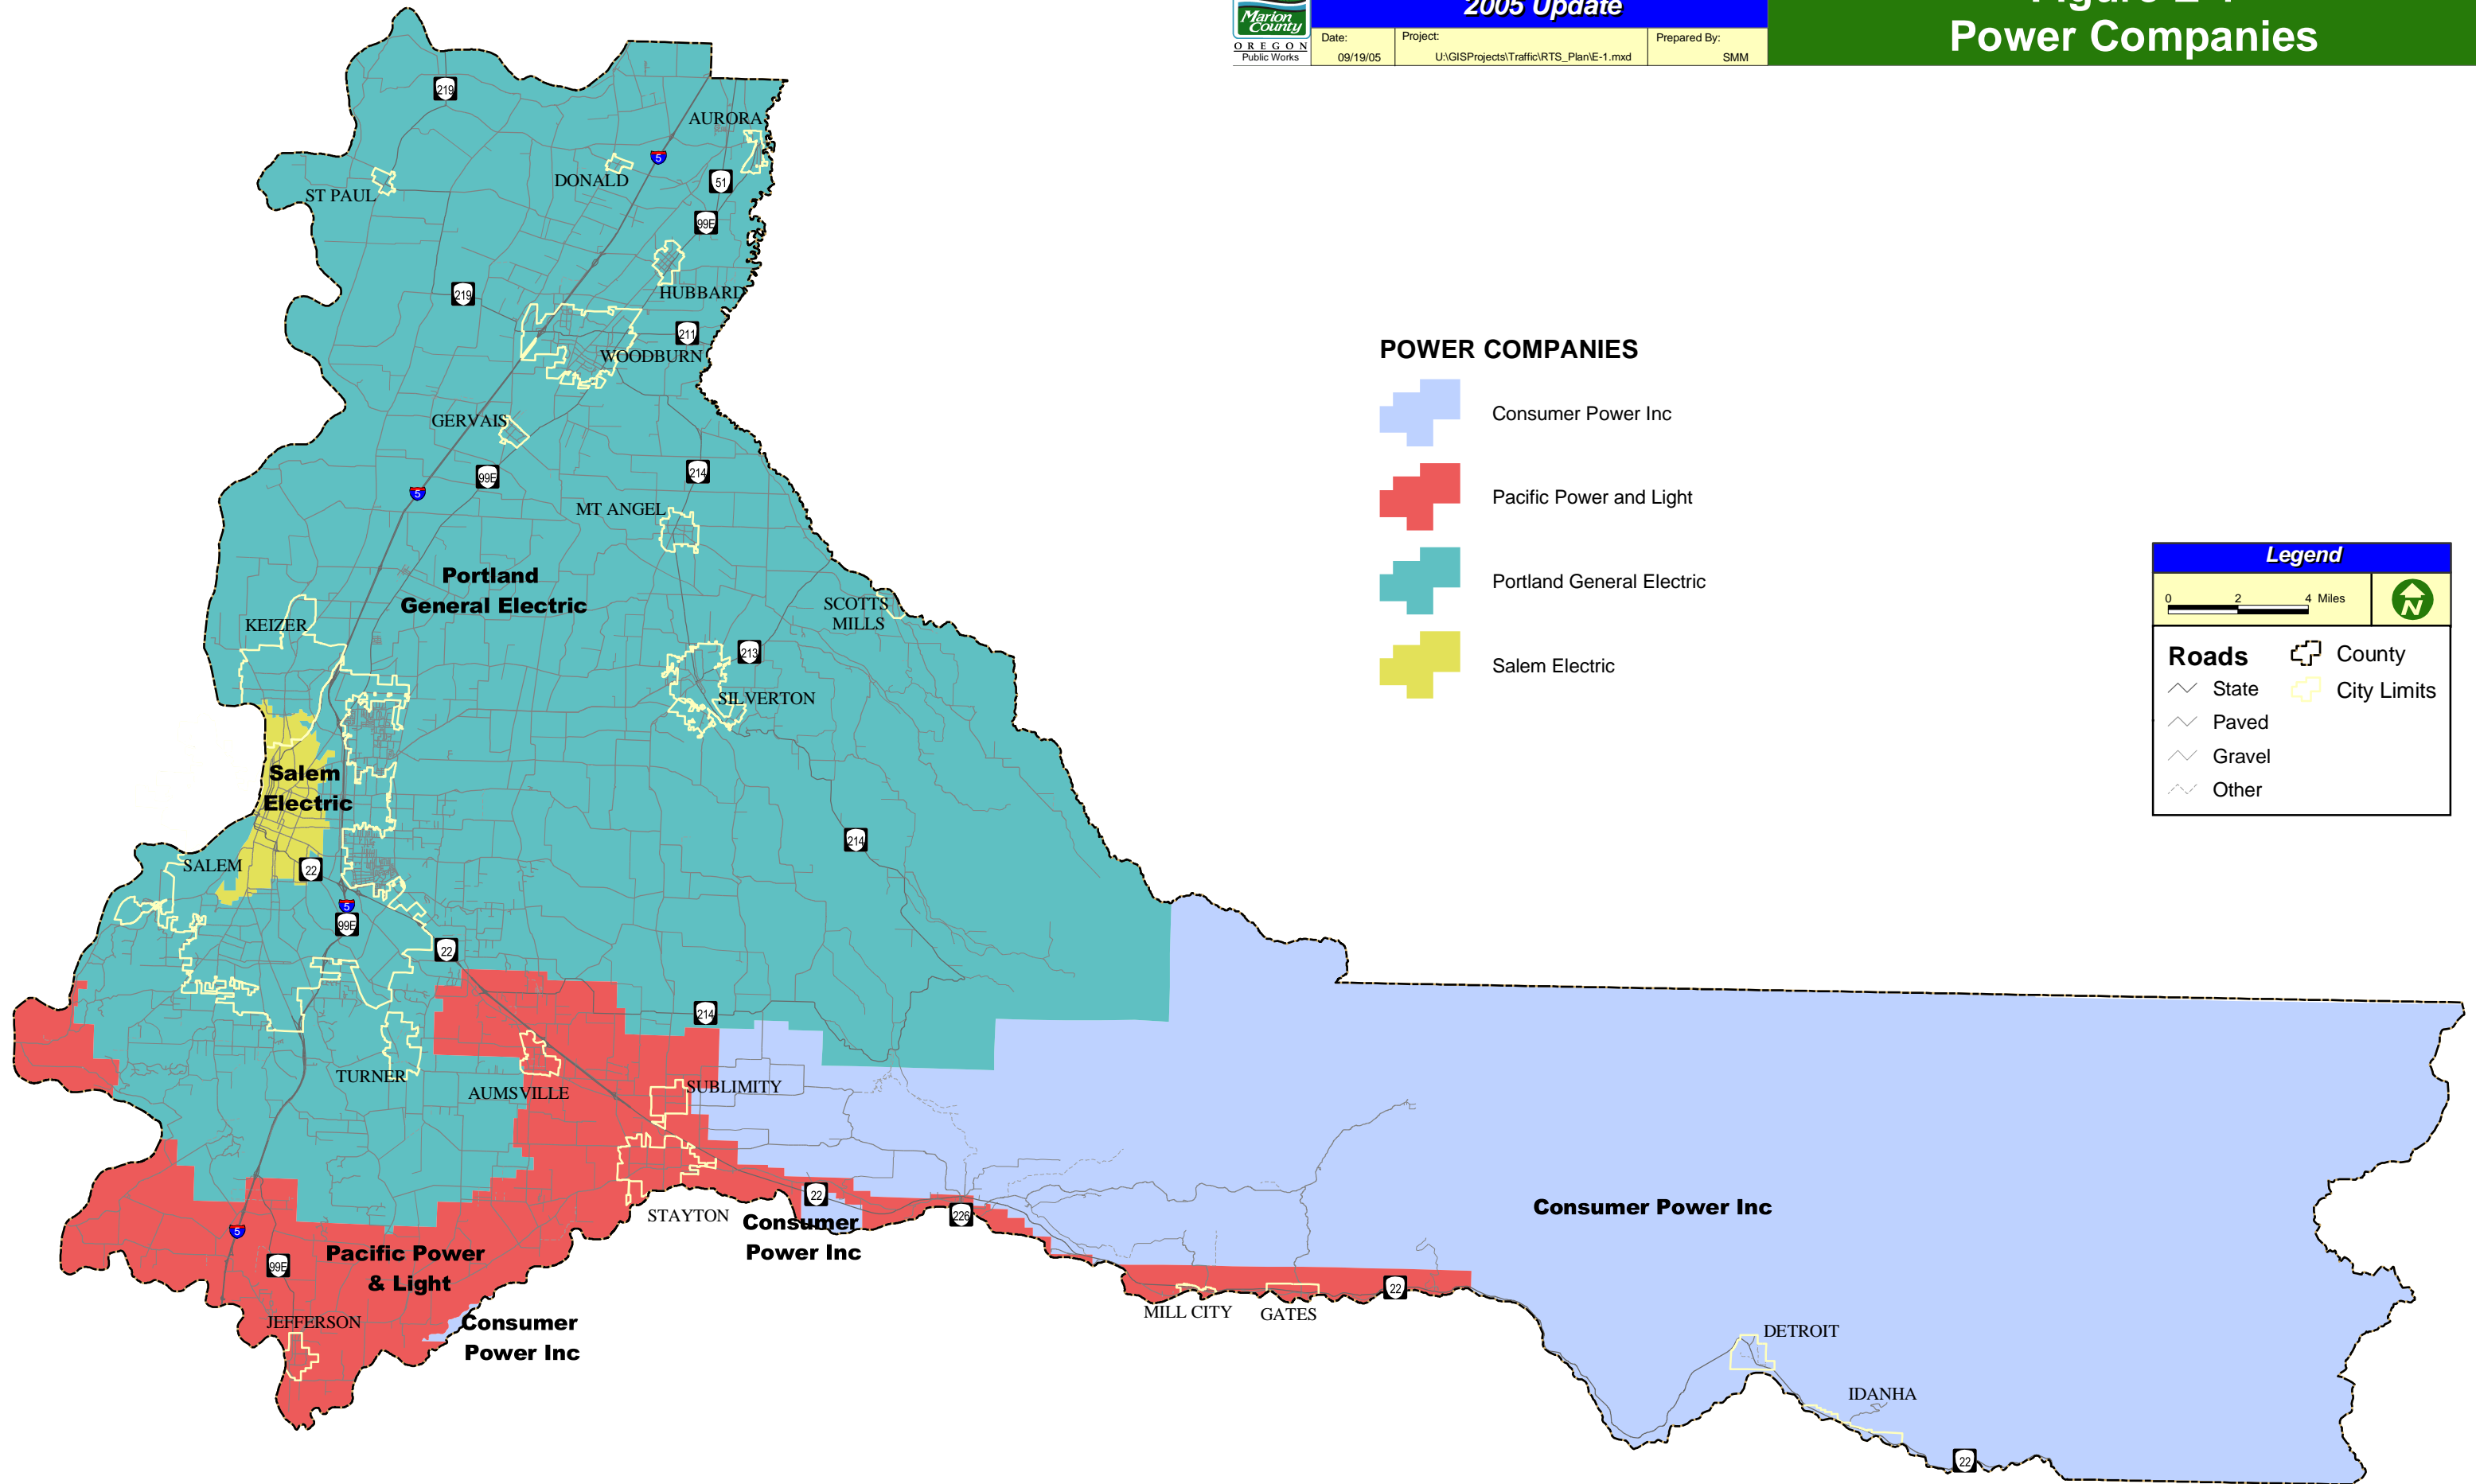 Marion
County
OREGON
Public Works
2005 Update
Date:
09/19/05
Project:
U:\GISProjects\Traffic\RTS_Plan\E-1.mxd
Prepared By:
SMM
Power Companies
219
AURORA
5
DONALD
51
ST PAUL
99E
HUBBARD
219
211
WOODBURN
GERVAIS
99E
214
5
MT ANGEL
Portland
General Electric
SCOTTS
MILLS
KEIZER
213
SILVERTON
Salem
Electric
214
SALEM
22
5
99E
22
214
TURNER
AUMSVILLE
SUBLIMITY
22
STAYTON
226
Consumer
Power Inc
Consumer Power Inc
5
99E
Pacific Power
& Light
22
MILL CITY
GATES
JEFFERSON
Consumer
Power Inc
DETROIT
IDANHA
22
POWER COMPANIES
Consumer Power Inc
Pacific Power and Light
Portland General Electric
Salem Electric
Legend
0 2 4 Miles
N
Roads
State
Paved
Gravel
Other
County
City Limits